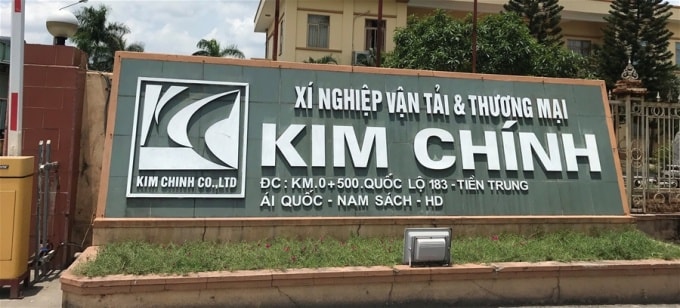 XÍ NGHIỆP VẬN TẢI & THƯƠNG MẠI
KIM CHÍNH
KIM CHINH CO.,LTD
ĐC : KM.0+500.QUỐC LỘ 183 - TIỀN TRUNG
ÁI QUỐC - NAM SÁCH - HD